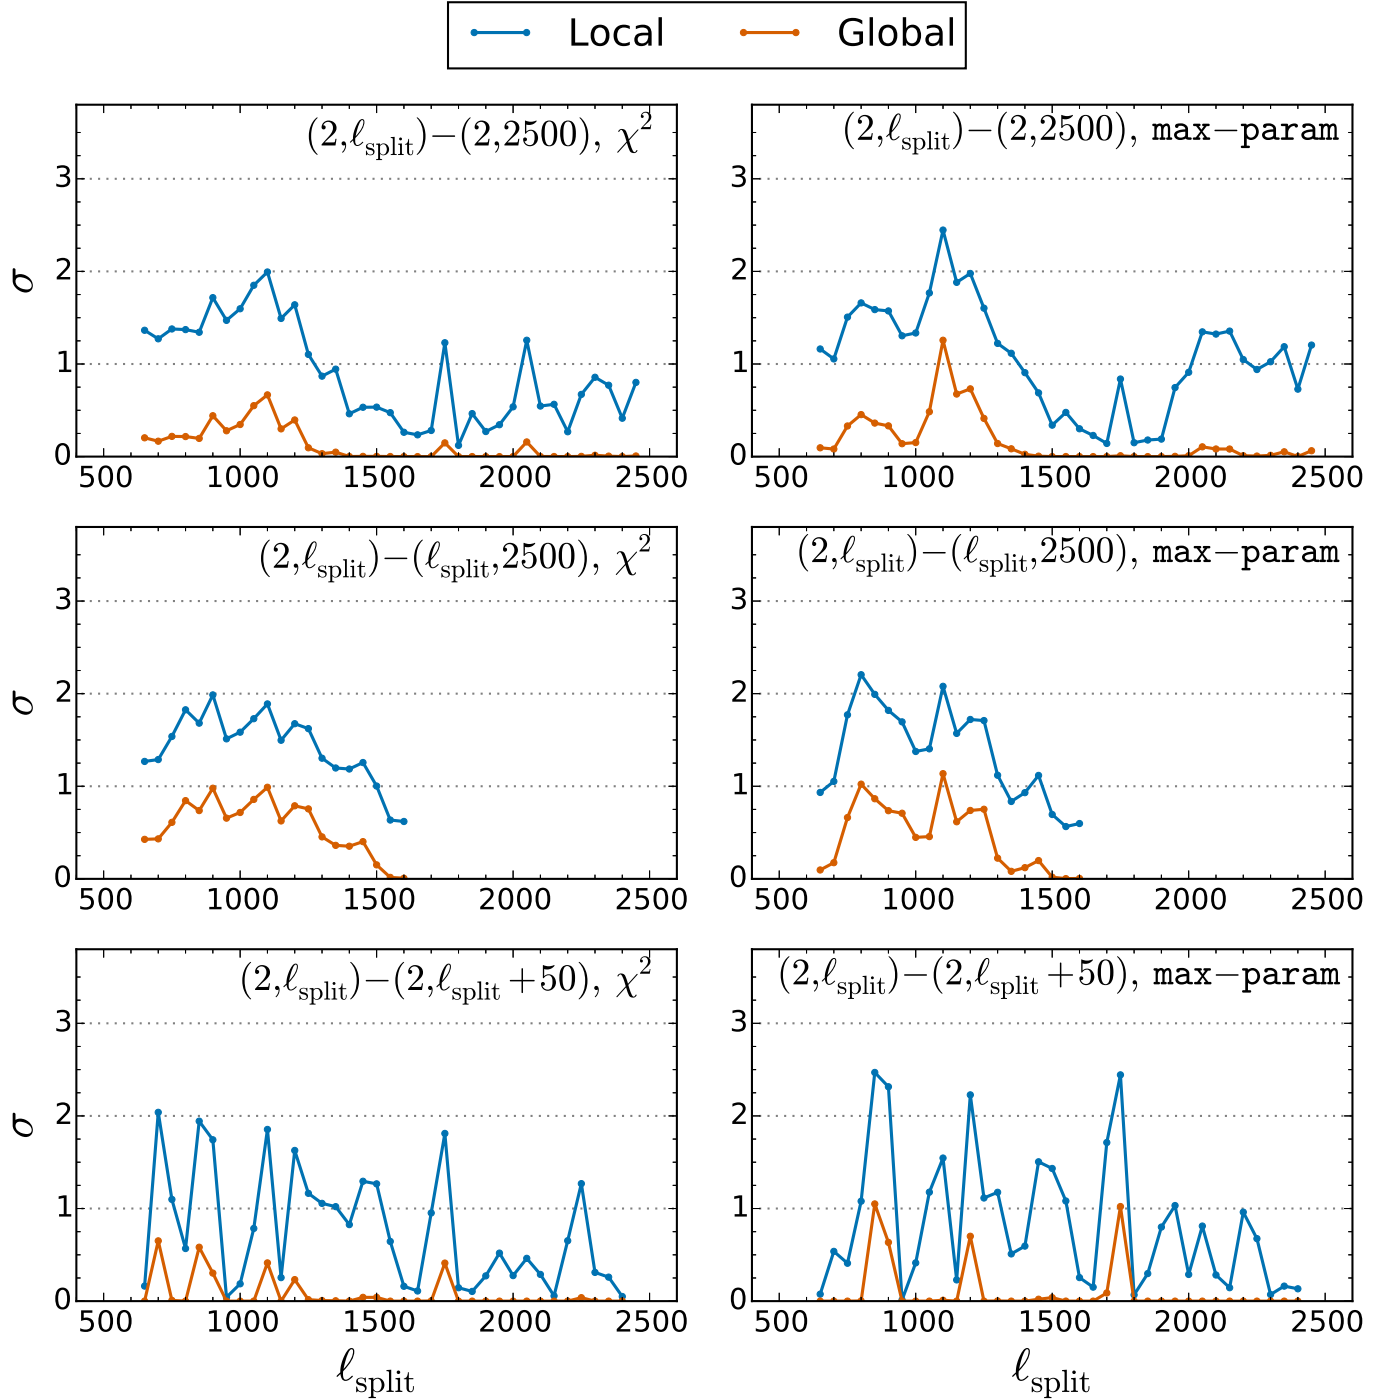 Local Global
(2,ℓsplit)−(2,2500), χ2
3
2
1
0
σ
500 1000 1500 2000 2500
(2,ℓsplit)−(2,2500), max−param
3
2
1
0
500 1000 1500 2000 2500
(2,ℓsplit)−(ℓsplit,2500), χ2
3
2
1
0
σ
500 1000 1500 2000 2500
(2,ℓsplit)−(ℓsplit,2500), max−param
3
2
1
0
500 1000 1500 2000 2500
(2,ℓsplit)−(2,ℓsplit+50), χ2
3
2
1
0
σ
500 1000 1500 2000 2500
ℓsplit
(2,ℓsplit)−(2,ℓsplit+50), max−param
3
2
1
0
500 1000 1500 2000 2500
ℓsplit